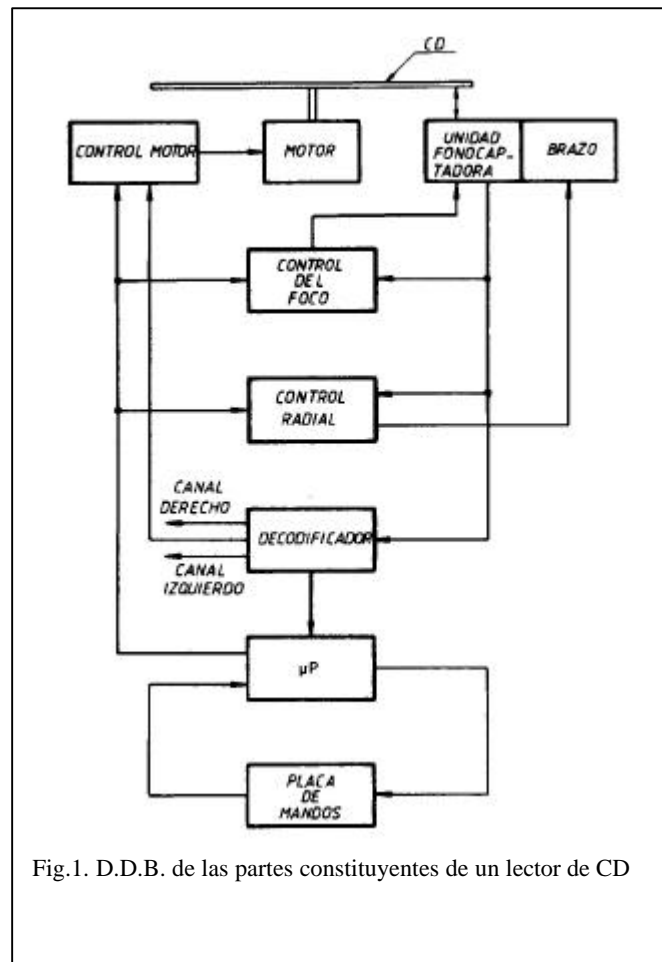 CD
CONTROL MOTOR
MOTOR
UNIDAD
FONOCAP-
TADORA
BRAZO
CONTROL
DEL
FOCO
CONTROL
RADIAL
CANAL
DERECHO
DECODIFICADOR
CANAL
IZQUIERDO
µP
PLACA
DE
MANDOS
Fig.1. D.D.B. de las partes constituyentes de un lector de CD